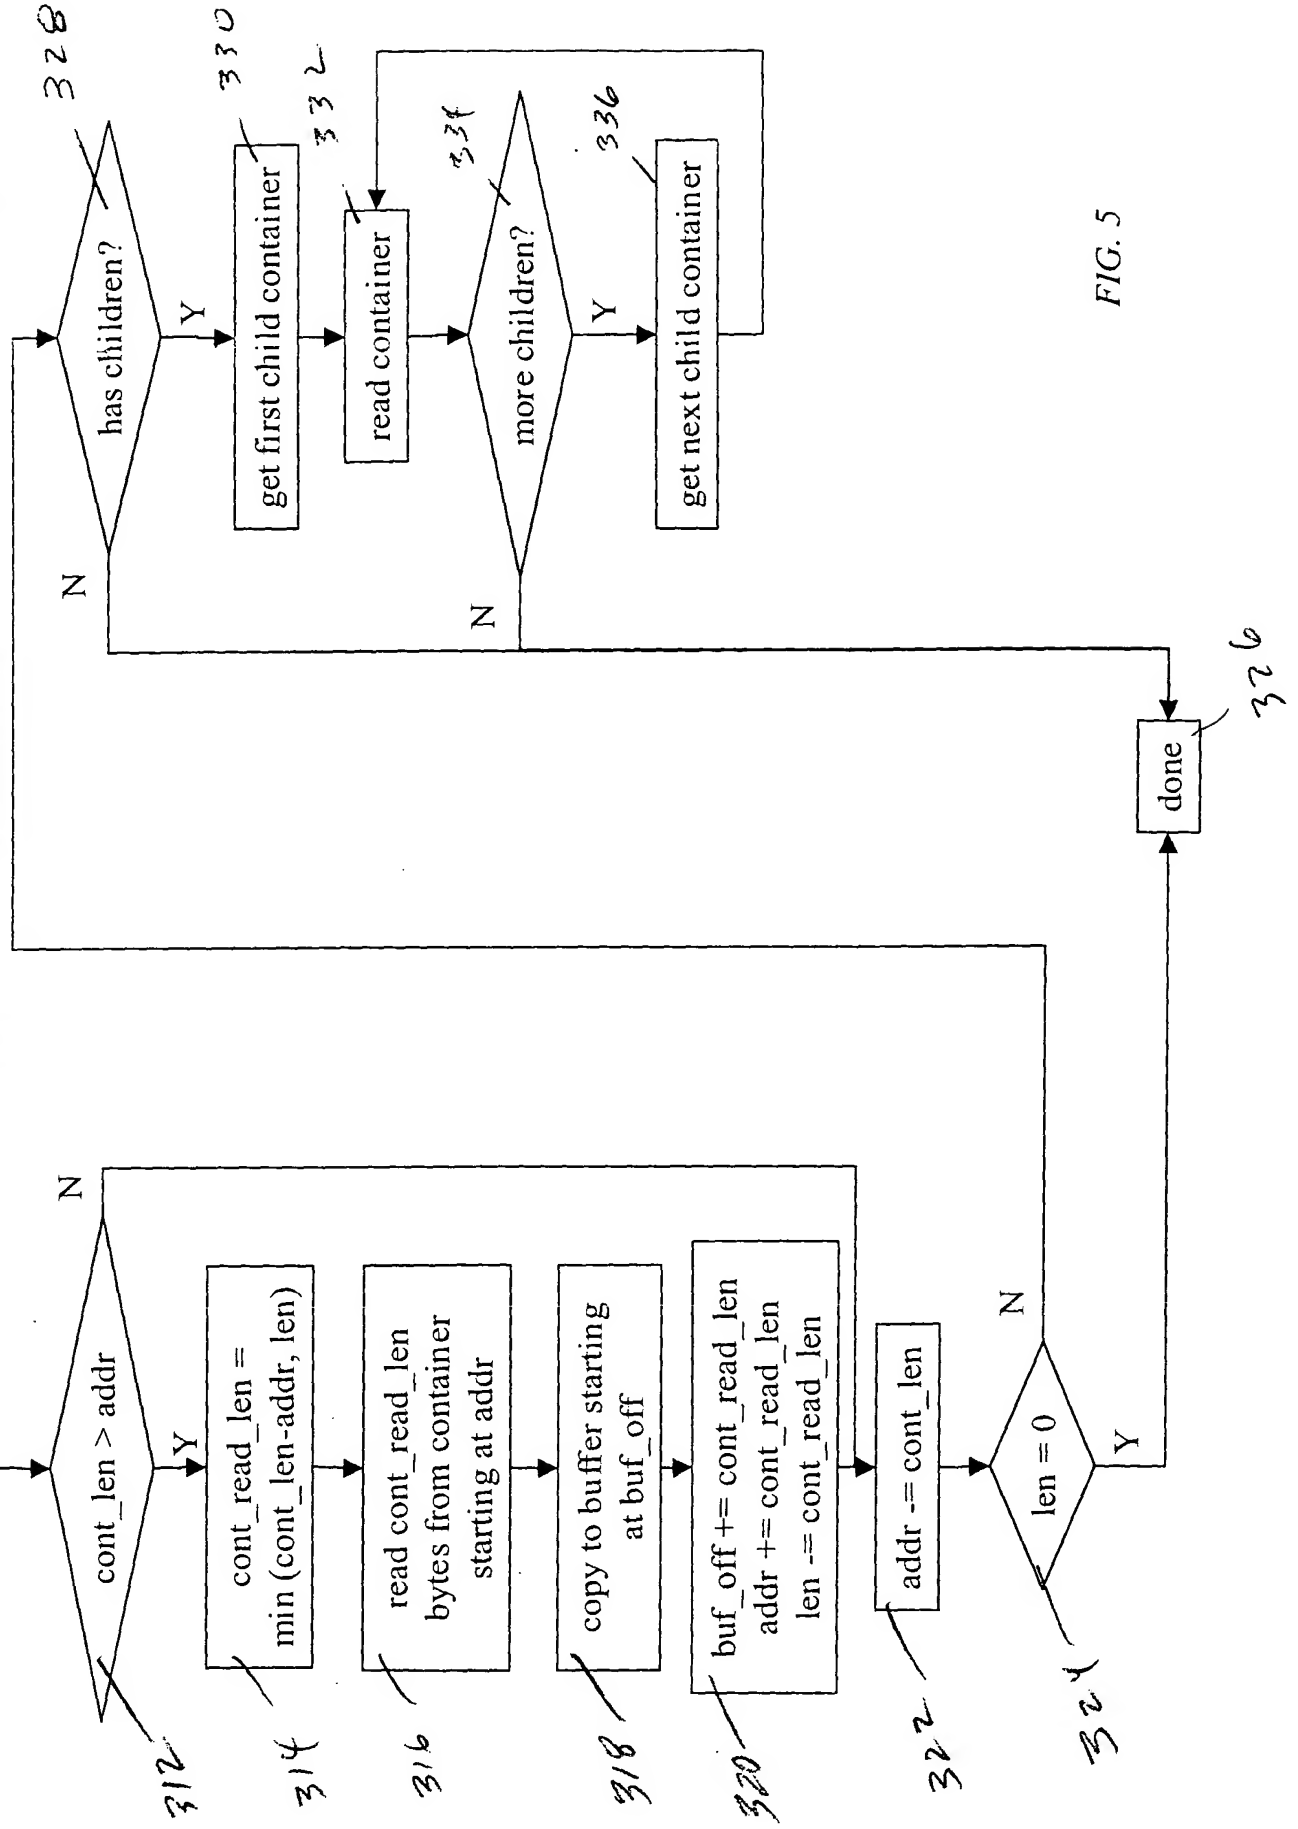 312
cont_len > addr
N
Y
314
cont_read_len =
min (cont_len-addr, len)
316
read cont_read_len
bytes from container
starting at addr
318
copy to buffer starting
at buf_off
320
buf_off += cont_read_len
addr += cont_read_len
len -= cont_read_len
322
addr -= cont_len
324
len = 0
N
Y
328
has children?
N
Y
330
get first child container
332
read container
334
more children?
N
Y
336
get next child container
done
326
FIG. 5